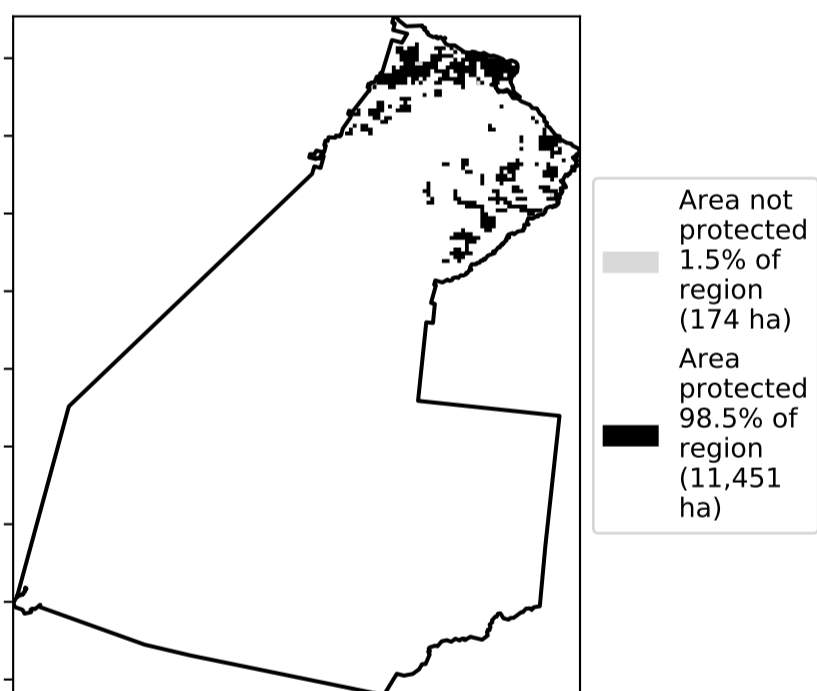 Area not
protected
1.5% of
region
(174 ha)
Area
protected
98.5% of
region
(11,451
ha)